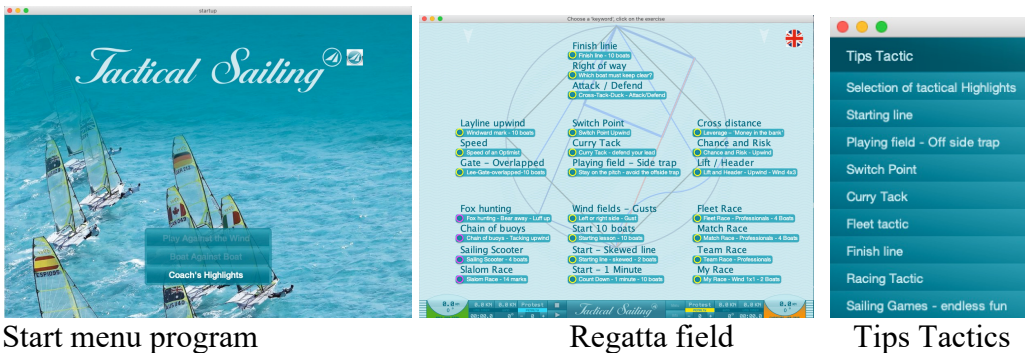 startup
Tactical Sailing
Play Against the Wind
Boat Against Boat
Coach's Highlights
Start menu program
Choose a 'keyword', click on the exercise
Finish linie
Finish line - 10 boats
Right of way
Which boat must keep clear?
Attack / Defend
Cross-Tack-Duck - Attack/Defend
Layline upwind
Windward mark - 10 boats
Speed
Speed of an Optimist
Gate - Overlapped
Lee-Gate-overlapped-10 boats
Switch Point
Switch Point Upwind
Curry Tack
Curry Tack - defend your lead
Playing field - Side trap
Stay on the pitch - avoid the offside trap
Cross distance
Leverage - 'Money in the bank'
Chance and Risk
Chance and Risk - Upwind
Lift / Header
Lift and Header - Upwind - Wind 4x3
Fox hunting
Fox hunting - Bear away - Luff up
Chain of buoys
Chain of buoys - Tacking upwind
Sailing Scooter
Sailing Scooter - 4 boats
Slalom Race
Slalom Race - 14 marks
Wind fields - Gusts
Left or right side - Gust
Start 10 boats
Starting lesson - 10 boats
Start - Skewed line
Starting line - skewed - 2 boats
Start - 1 Minute
Count Down - 1 minute - 10 boats
Fleet Race
Fleet Race - Professionals - 4 Boats
Match Race
Match Race - Professionals - 4 Boats
Team Race
Team Race - Professionals
My Race
My Race - Wind 1x1 - 2 Boats
Tactical Sailing
Regatta field
Tips Tactic
Selection of tactical Highlights
Starting line
Playing field - Off side trap
Switch Point
Curry Tack
Fleet tactic
Finish line
Racing Tactic
Sailing Games - endless fun
Tips Tactics